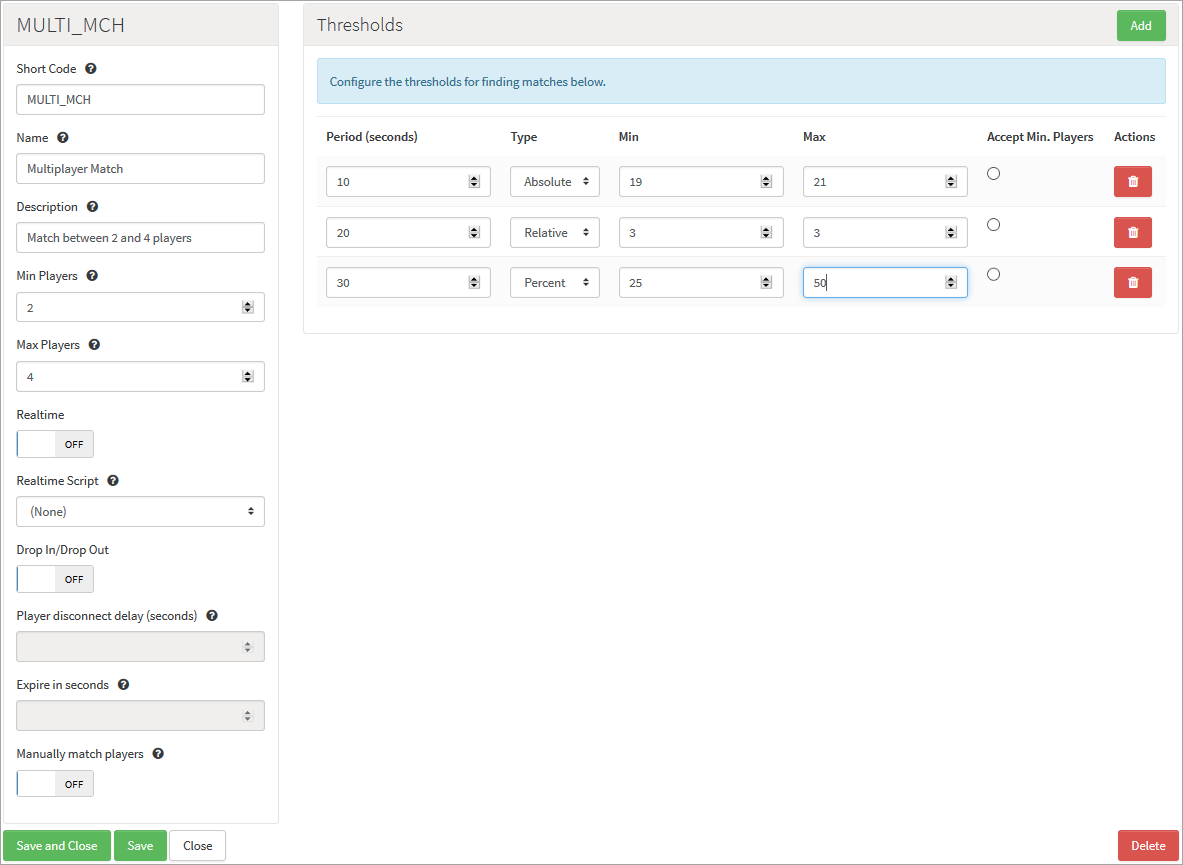 MULTI_MCH
Short Code
MULTI_MCH
Name
Multiplayer Match
Description
Match between 2 and 4 players
Min Players
2
Max Players
4
Realtime
OFF
Realtime Script
(None)
Drop In/Drop Out
OFF
Player disconnect delay (seconds)
Expire in seconds
Manually match players
OFF
Save and Close Save Close
Thresholds Add
Configure the thresholds for finding matches below.
Period (seconds) Type Min Max Accept Min. Players Actions
10 Absolute 19 21
20 Relative 3 3
30 Percent 25 50
Delete